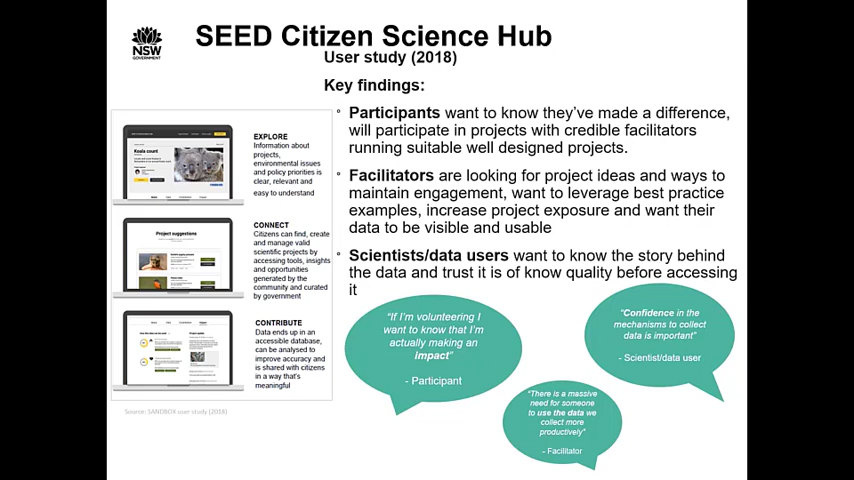 NSW
GOVERNMENT
SEED Citizen Science Hub
User study (2018)
Key findings:
EXPLORE
Information about
projects,
environmental issues
and policy priorities is
clear, relevant and
easy to understand
CONNECT
Citizens can find, create
and manage valid
scientific projects by
accessing tools, insights
and opportunities
generated by the
community and curated
by government
CONTRIBUTE
Data ends up in an
accessible database,
can be analysed to
improve accuracy and
is shared with citizens
in a way that's
meaningful
Koala count
Project suggestions
Source: SANDBOX user study (2018)
° Participants want to know they've made a difference,
will participate in projects with credible facilitators
running suitable well designed projects.
° Facilitators are looking for project ideas and ways to
maintain engagement, want to leverage best practice
examples, increase project exposure and want their
data to be visible and usable
° Scientists/data users want to know the story behind
the data and trust it is of know quality before accessing
it
"If I'm volunteering I
want to know that I'm
actually making an
impact"
- Participant
"There is a massive
need for someone
to use the data we
collect more
productively"
- Facilitator
"Confidence in the
mechanisms to collect
data is important"
- Scientist/data user